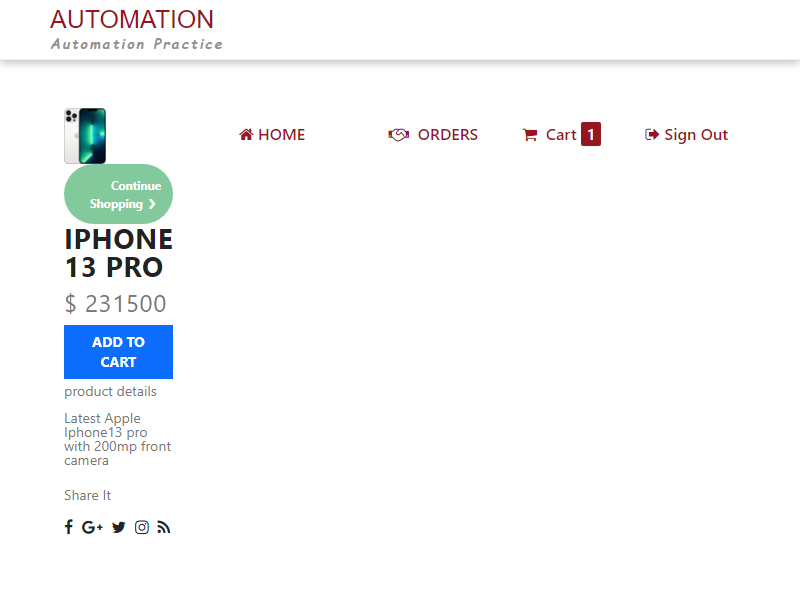 AUTOMATION
Automation Practice
HOME
ORDERS
Cart 1
Sign Out
Continue
Shopping ❯
IPHONE
13 PRO
$ 231500
ADD TO
CART
product details
Latest Apple
Iphone13 pro
with 200mp front
camera
Share It